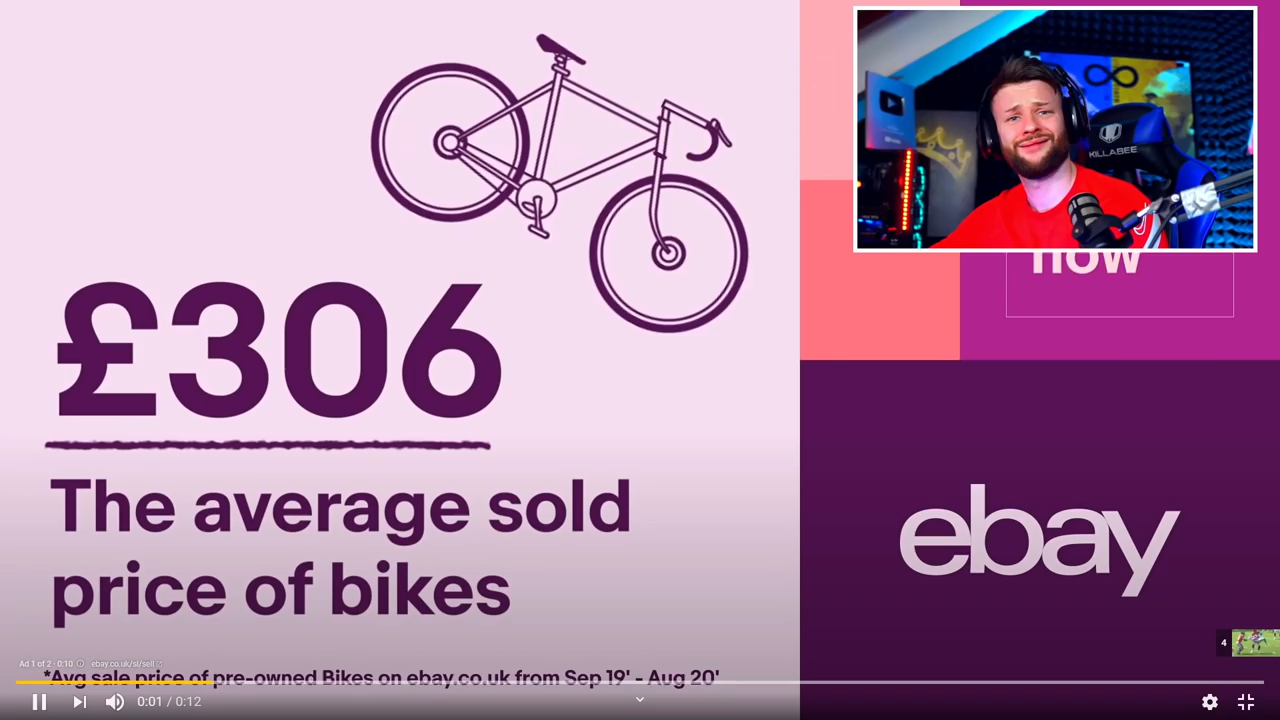 KILLABEE
now
£306
The average sold
price of bikes
ebay
4
Ad 1 of 2 · 0:10 ebay.co.uk/sl/sell
*Avg sale price of pre-owned Bikes on ebay.co.uk from Sep 19' - Aug 20'
0:01 / 0:12